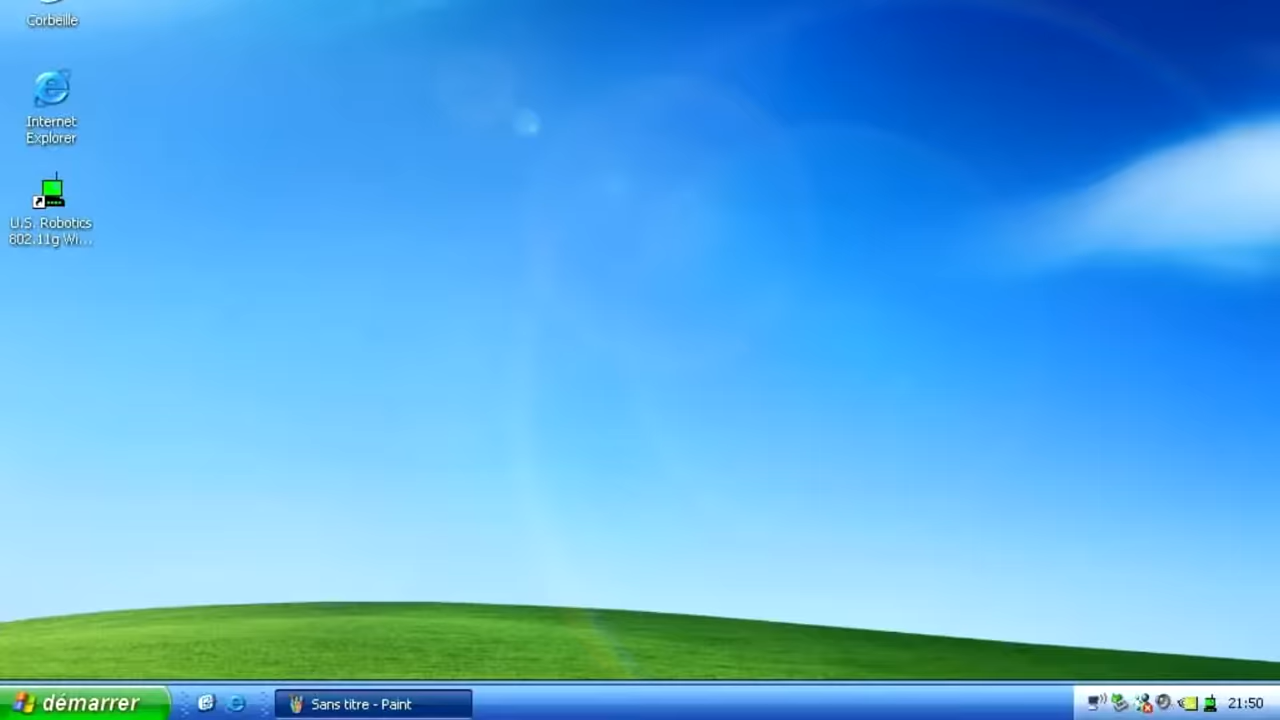 Corbeille
Internet
Explorer
U.S. Robotics
802.11g Wi...
démarrer
Sans titre - Paint
21:50